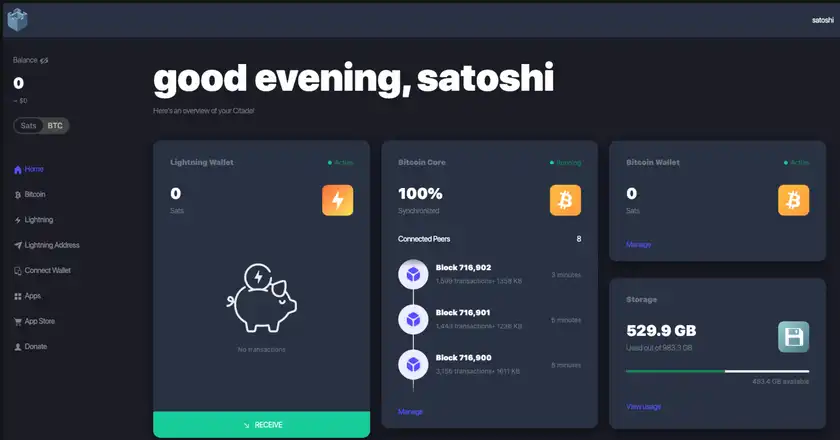 satoshi
Balance
0
≈ $0
Sats BTC
Home
Bitcoin
Lightning
Lightning Address
Connect Wallet
Apps
App Store
Donate
good evening, satoshi
Here's an overview of your Citadel
Lightning Wallet
Active
0
Sats
No transactions
RECEIVE
Bitcoin Core
Running
100%
Synchronized
Connected Peers 8
Block 716,902
3 minutes
1,599 transactions• 1358 KB
Block 716,901
5 minutes
1,443 transactions• 1236 KB
Block 716,900
8 minutes
2,156 transactions• 1611 KB
Manage
Bitcoin Wallet
Active
0
Sats
Manage
Storage
529.9 GB
Used out of 983.3 GB
453.4 GB available
View usage